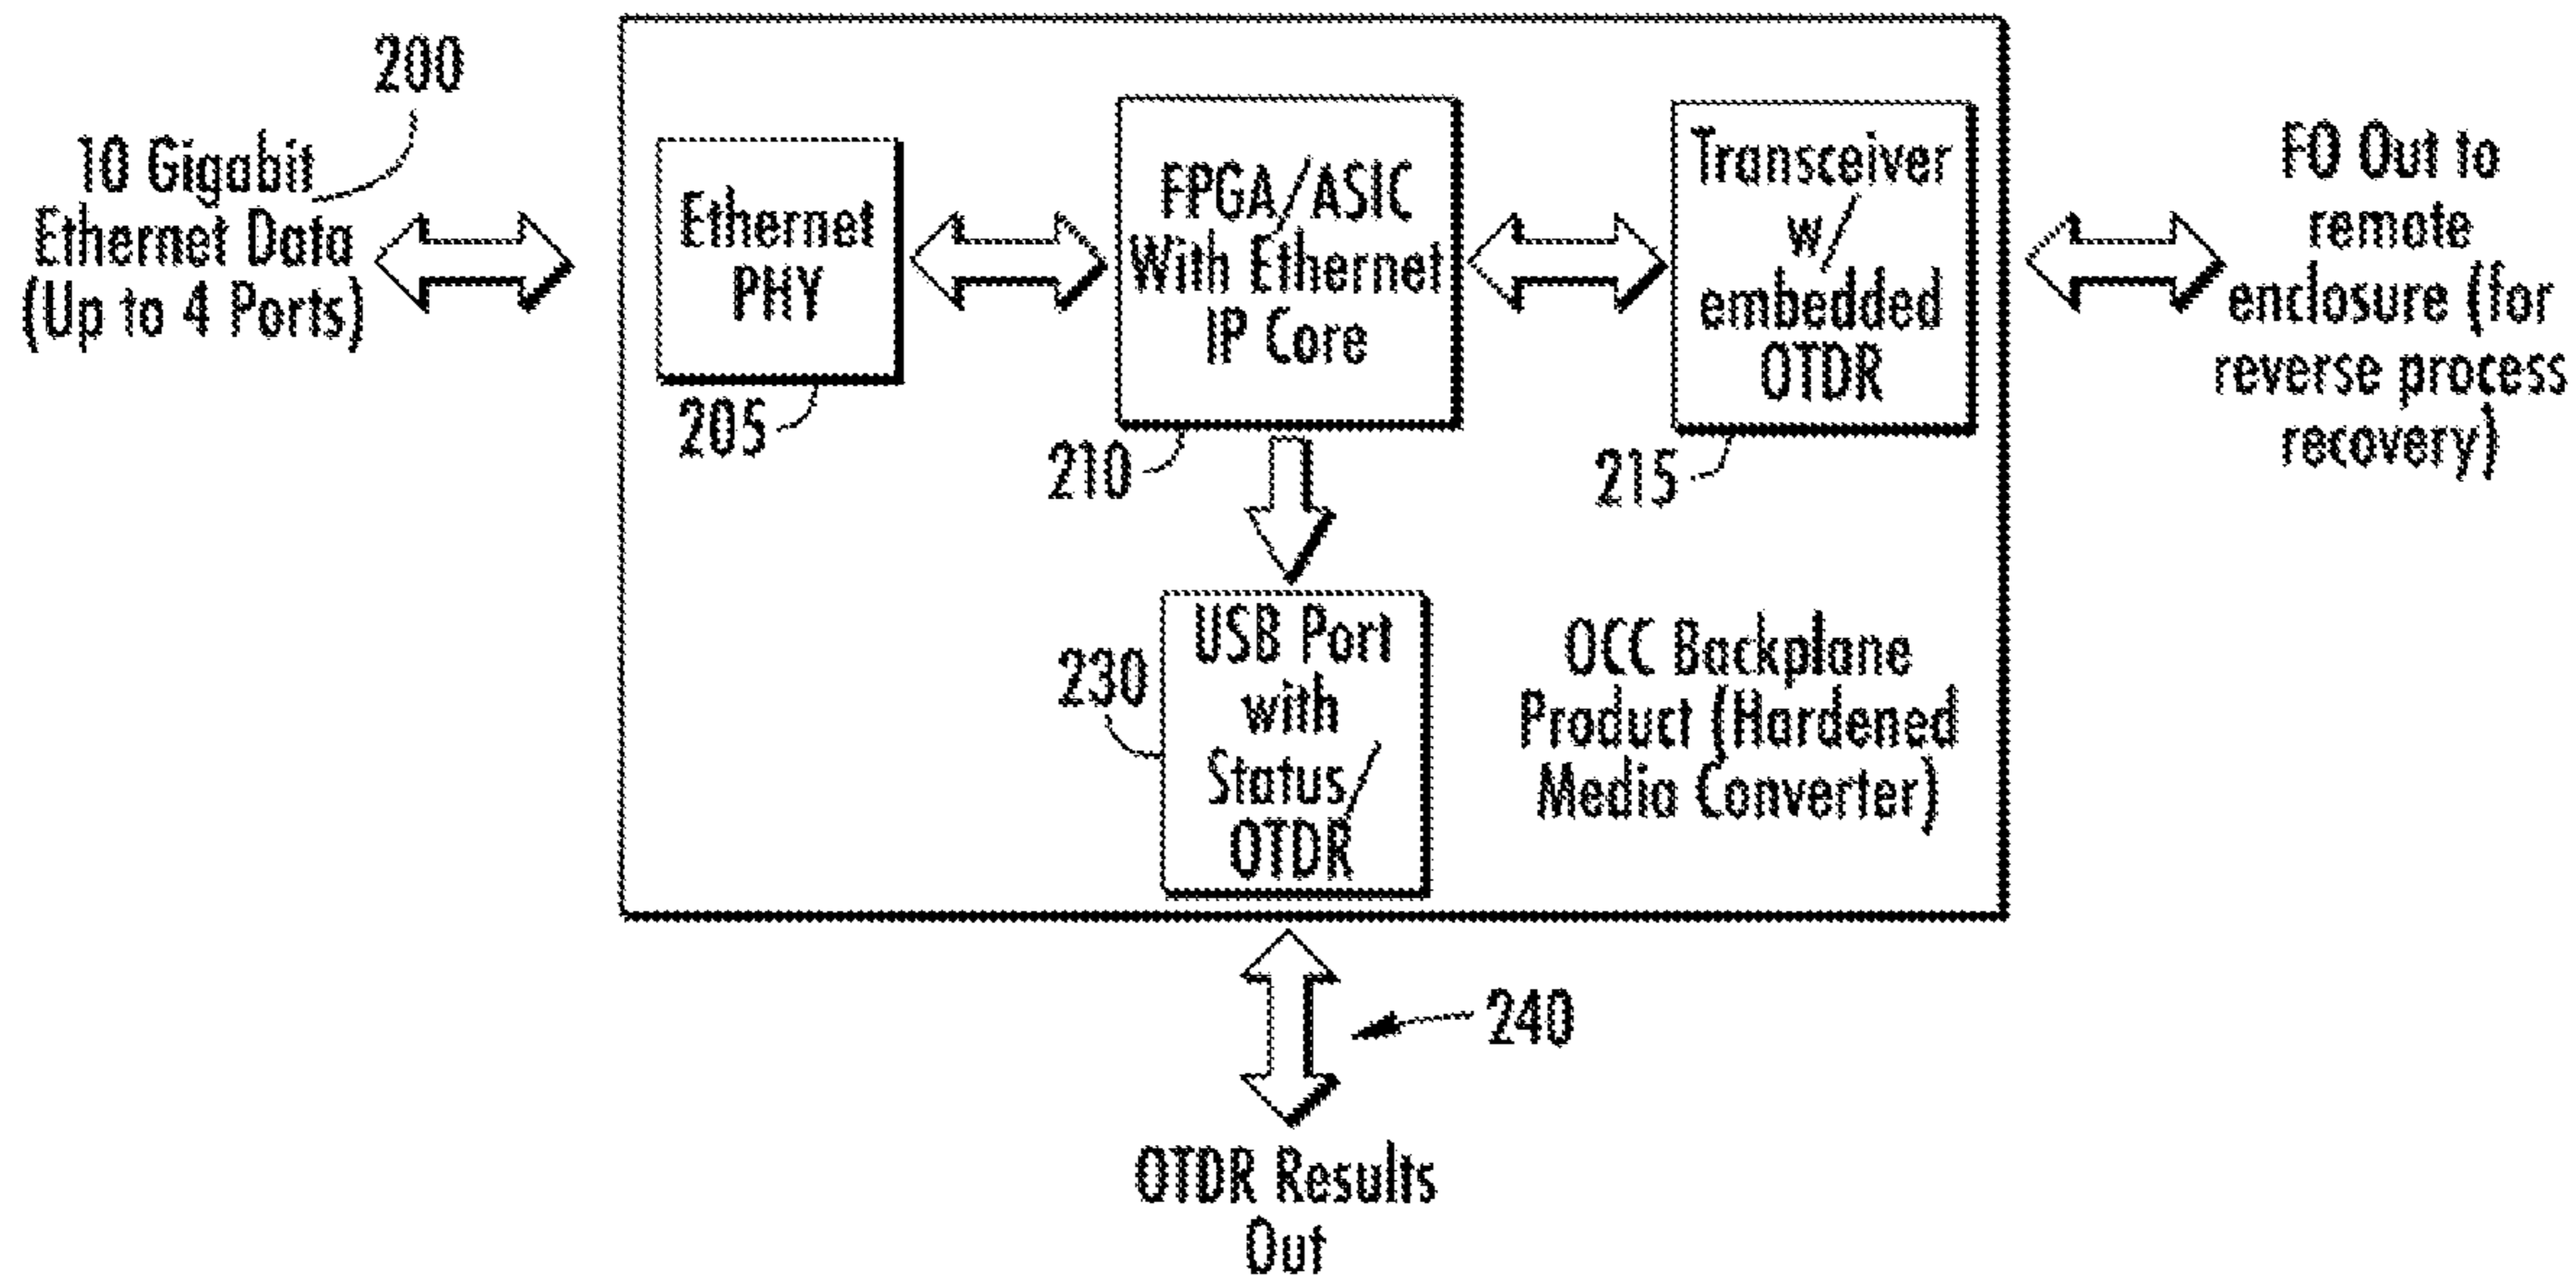 200
10 Gigabit
Ethernet Data
(Up to 4 Ports)
Ethernet
PHY
205
FPGA/ASIC
With Ethernet
IP Core
210
Transceiver
w/
embedded
OTDR
215
FO Out to
remote
enclosure (for
reverse process
recovery)
230
USB Port
with
Status/
OTDR
OCC Backplane
Product (Hardened
Media Converter)
240
OTDR Results
Out